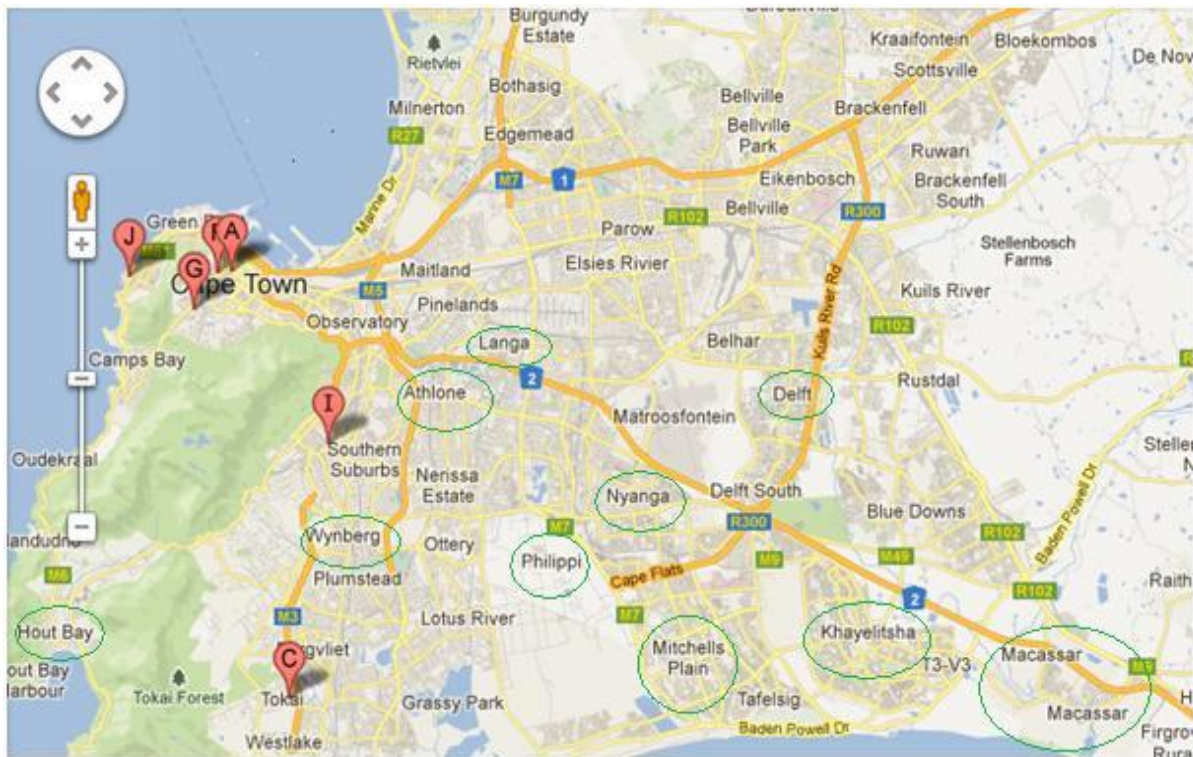 Burgundy
Estate
Kraaifontein
Bloekombos
De Nov
Rietvlei
Scottsville
Bothasig
Milnerton
Bellville
Brackenfell
R27
Edgemead
Bellville
Park
Ruwari
M7
1
Eikenbosch
Brackenfell
South
Marine Dr
R102
Bellville
R300
J
A
Parow
Stellenbosch
Farms
G
Maitland
Elsies Rivier
Cape Town
M5
Pinelands
Kuils River Rd
Kuils River
Observatory
R102
Langa
Belhar
Camps Bay
2
Athlone
Delft
Rustdal
I
Matroosfontein
Oudekraal
Southern
Suburbs
Nerissa
Estate
Nyanga
Delft South
Baden Powell Dr
M7
R300
Blue Downs
R102
Wynberg
Ottery
Philippi
M9
M49
M6
Plumstead
Cape Flats
R102
2
M3
Lotus River
M7
Hout Bay
Khayelitsha
Mitchells
Plain
Macassar
M9
C
T3-V3
Tokai Forest
Tokai
Grassy Park
Tafelsig
Macassar
Westlake
Baden Powell Dr